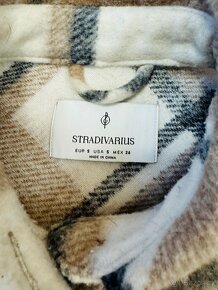 STRADIVARIUS
EUR S USA S MEX 26
MADE IN CHINA